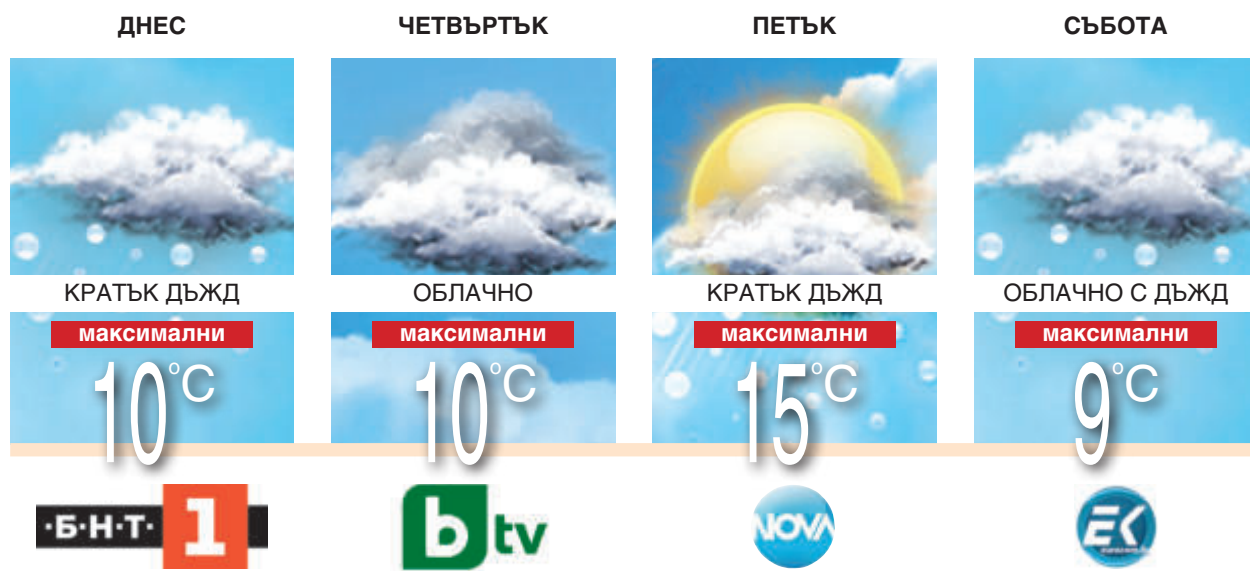 ДНЕС ЧЕТВЪРТЪК ПЕТЪК СЪБОТА
КРАТЪК ДЪЖД ОБЛАЧНО КРАТЪК ДЪЖД ОБЛАЧНО С ДЪЖД
максимални максимални максимални максимални
10°C 10°C 15°C 9°C
·Б·Н·Т· 1 btv NOVA EK